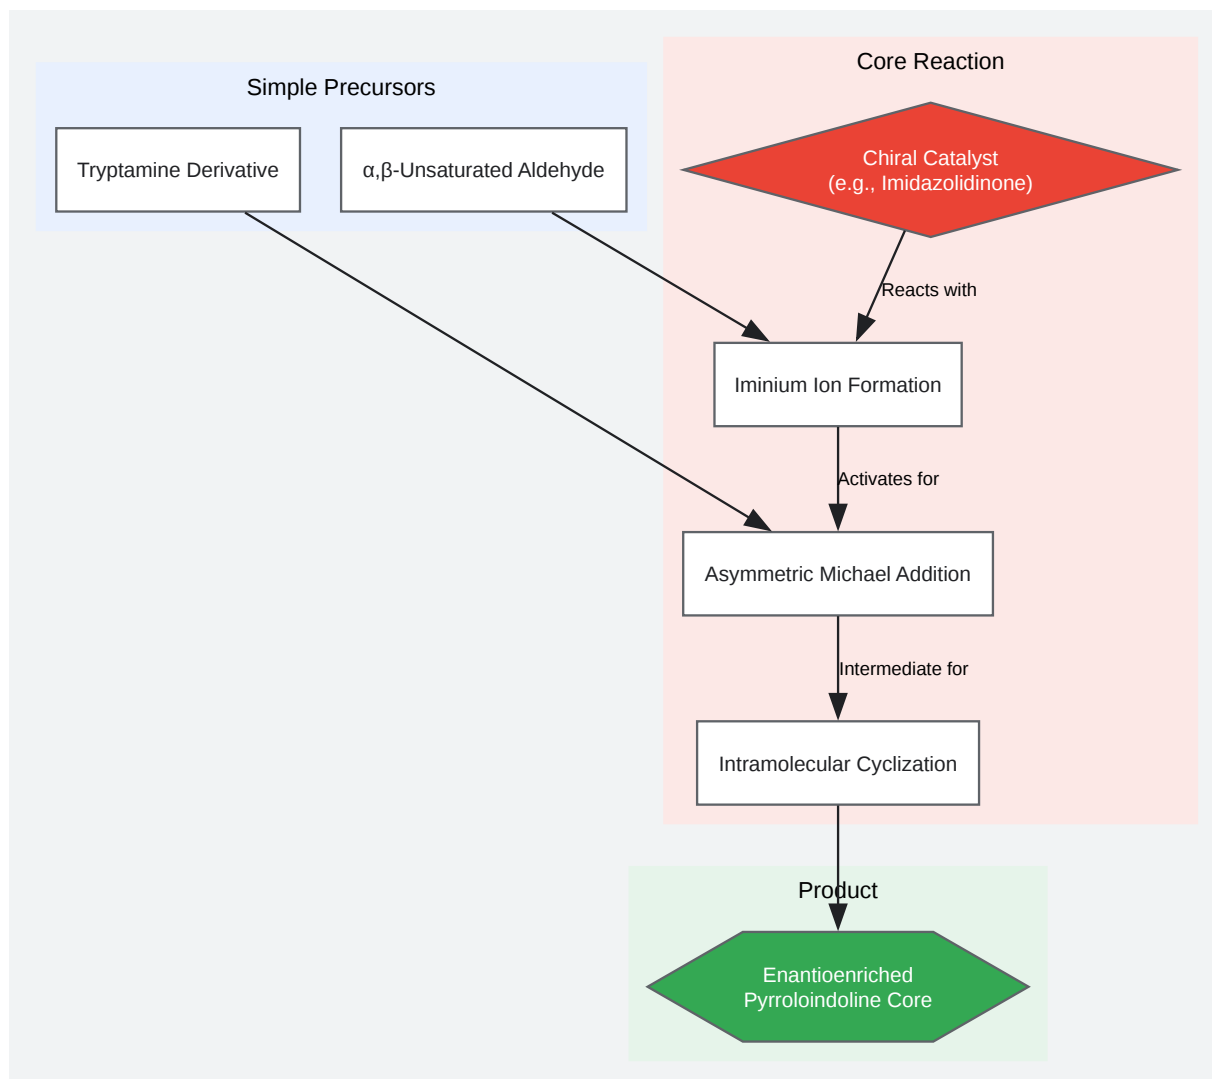 Simple Precursors
Core Reaction
Tryptamine Derivative
α,β-Unsaturated Aldehyde
Chiral Catalyst
(e.g., Imidazolidinone)
Reacts with
Iminium Ion Formation
Activates for
Asymmetric Michael Addition
Intermediate for
Intramolecular Cyclization
Product
Enantioenriched
Pyrroloindoline Core